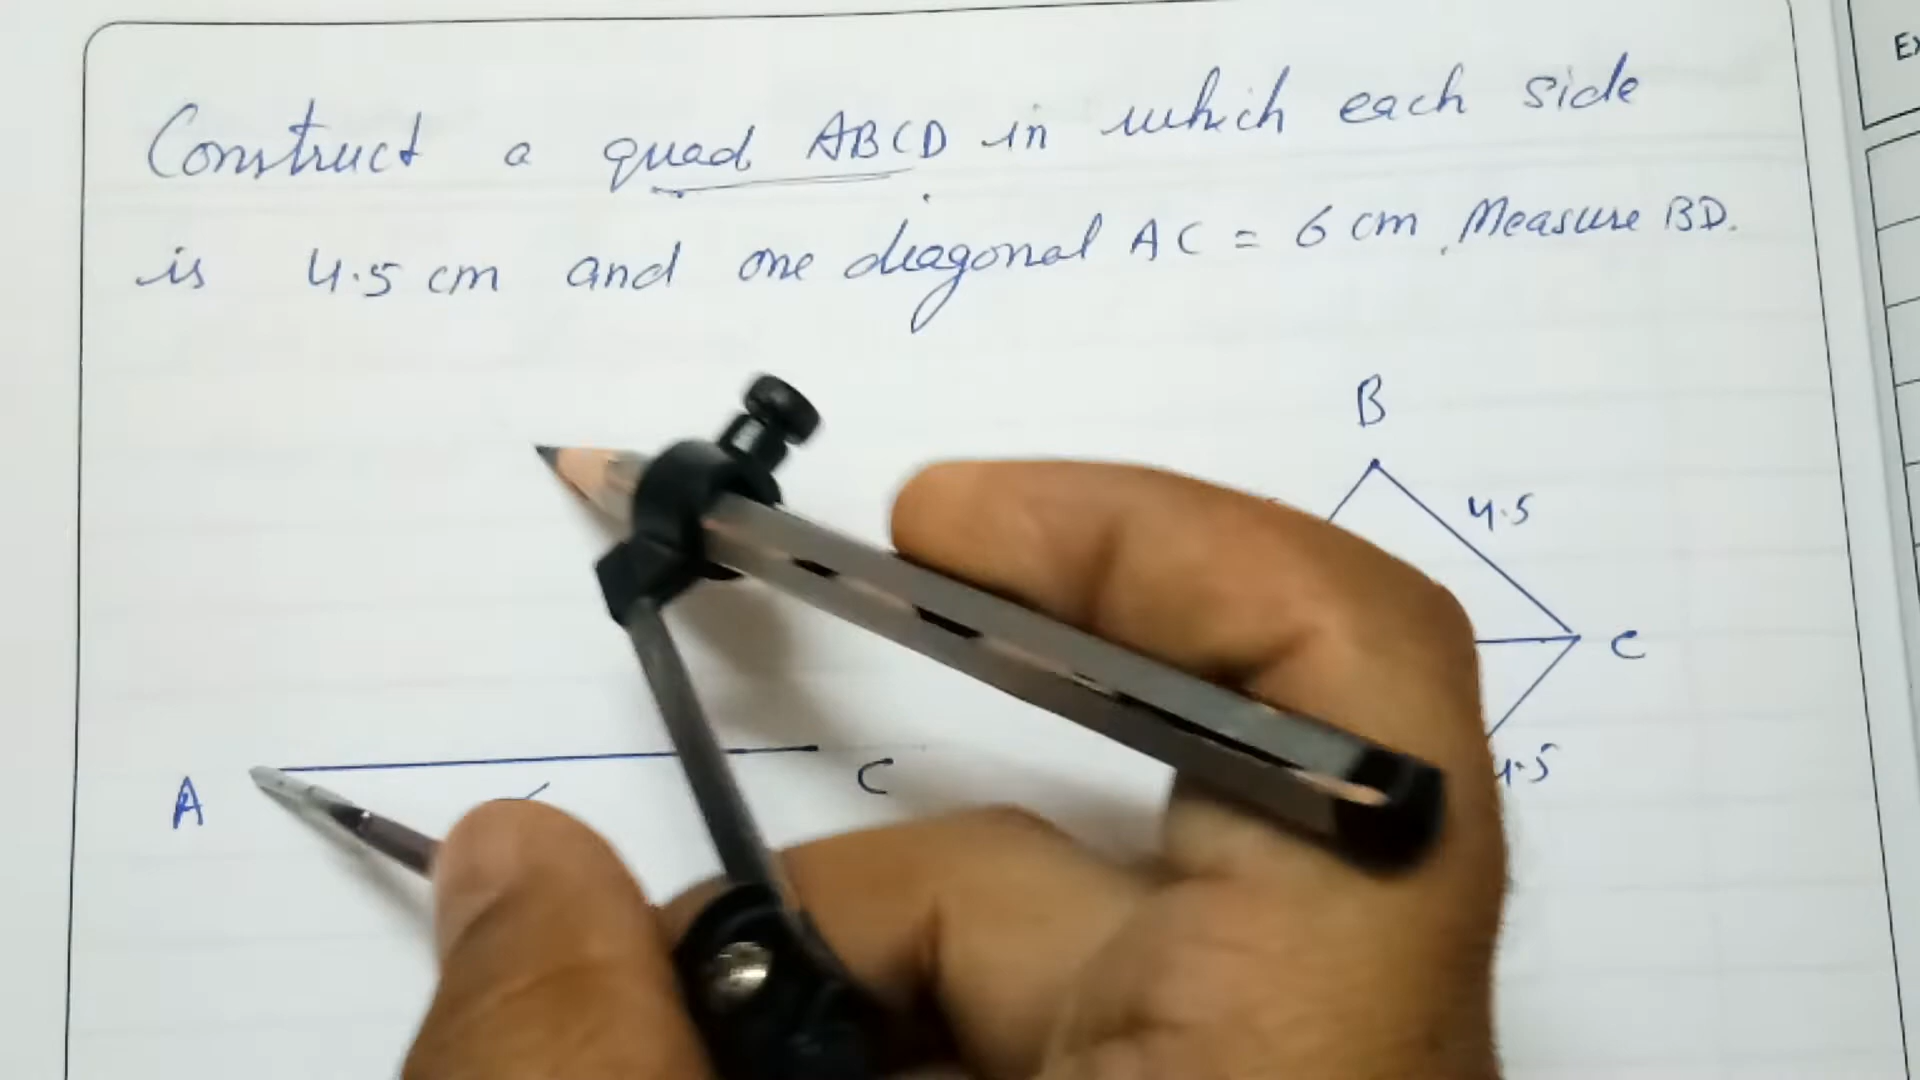 Construct a quad ABCD in which each side
is 4.5 cm and one diagonal AC = 6 cm. Measure BD.
B
4.5
C
4.5
A
C
Ex